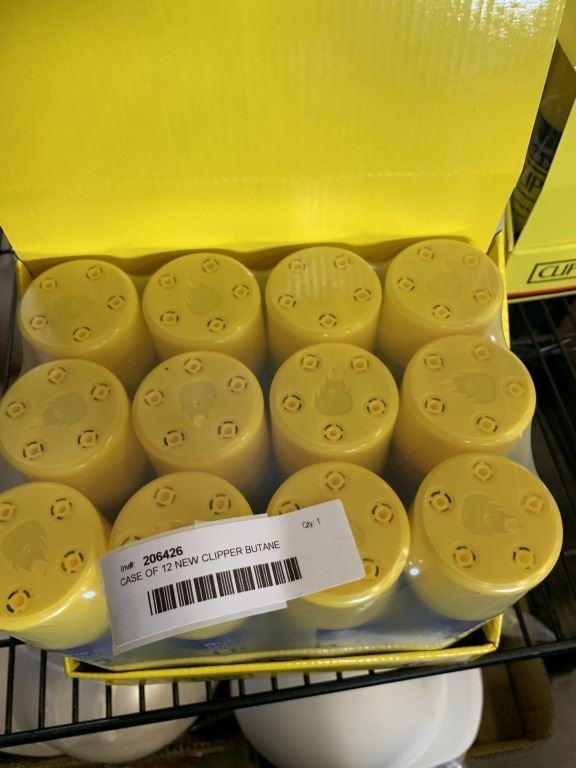 CLIP
Inv#: 206426
Qty. 1
CASE OF 12 NEW CLIPPER BUTANE